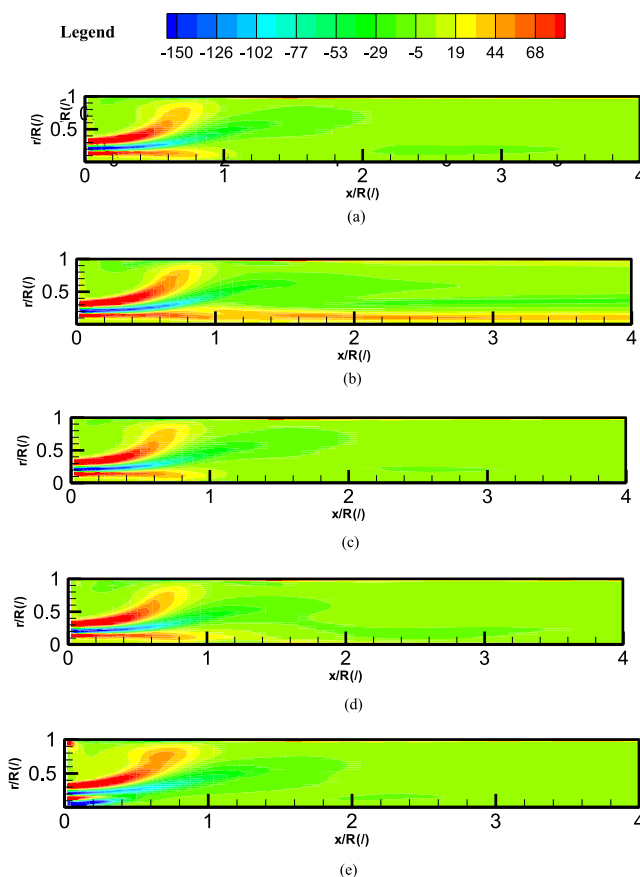 Legend
-150 -126 -102 -77 -53 -29 -5 19 44 68
1
0.5
0
r/R(/)
0 1 2 3 4
x/R(/)
(a)
1
0.5
r/R(/)
0 1 2 3 4
x/R(/)
(b)
1
0.5
0
r/R(/)
0 1 2 3 4
x/R(/)
(c)
1
0.5
0
r/R(/)
0 1 2 3 4
x/R(/)
(d)
1
0.5
r/R(/)
0 1 2 3 4
x/R(/)
(e)